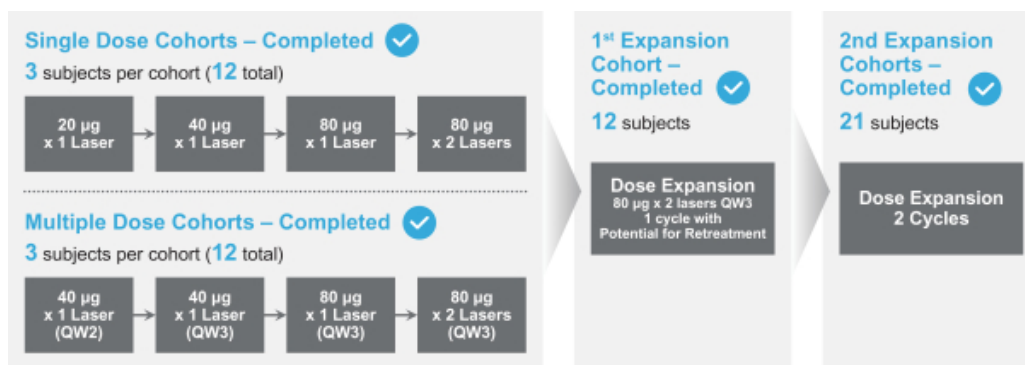 Single Dose Cohorts – Completed
3 subjects per cohort (12 total)
20 µg
x 1 Laser
40 µg
x 1 Laser
80 µg
x 1 Laser
80 µg
x 2 Lasers
Multiple Dose Cohorts – Completed
3 subjects per cohort (12 total)
40 µg
x 1 Laser
(QW2)
40 µg
x 1 Laser
(QW3)
80 µg
x 1 Laser
(QW3)
80 µg
x 2 Lasers
(QW3)
1st Expansion
Cohort –
Completed
12 subjects
Dose Expansion
80 µg x 2 lasers QW3
1 cycle with
Potential for Retreatment
2nd Expansion
Cohorts –
Completed
21 subjects
Dose Expansion
2 Cycles